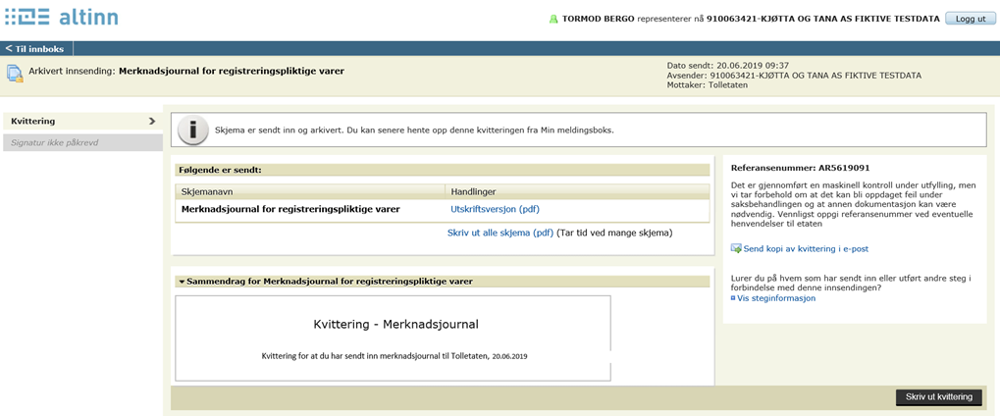 altinn
TORMOD BERGO representerer nå 910063421-KJØTTA OG TANA AS FIKTIVE TESTDATA
Logg ut
< Til innboks
Arkivert innsending: Merknadsjournal for registreringspliktige varer
Dato sendt: 20.06.2019 09:37
Avsender: 910063421-KJØTTA OG TANA AS FIKTIVE TESTDATA
Mottaker: Tolletaten
Kvittering
Signatur ikke påkrevd
Skjema er sendt inn og arkivert. Du kan senere hente opp denne kvitteringen fra Min meldingsboks.
Følgende er sendt:
Skjemanavn Handlinger
Merknadsjournal for registreringspliktige varer Utskriftsversjon (pdf)
Skriv ut alle skjema (pdf) (Tar tid ved mange skjema)
Sammendrag for Merknadsjournal for registreringspliktige varer
Kvittering - Merknadsjournal
Kvittering for at du har sendt inn merknadsjournal til Tolletaten, 20.06.2019
Referansenummer: AR5619091
Det er gjennomført en maskinell kontroll under utfylling, men
vi tar forbehold om at det kan bli oppdaget feil under
saksbehandlingen og at annen dokumentasjon kan være
nødvendig. Vennligst oppgi referansenummer ved eventuelle
henvendelser til etaten
Send kopi av kvittering i e-post
Lurer du på hvem som har sendt inn eller utført andre steg i
forbindelse med denne innsendingen?
Vis steginformasjon
Skriv ut kvittering